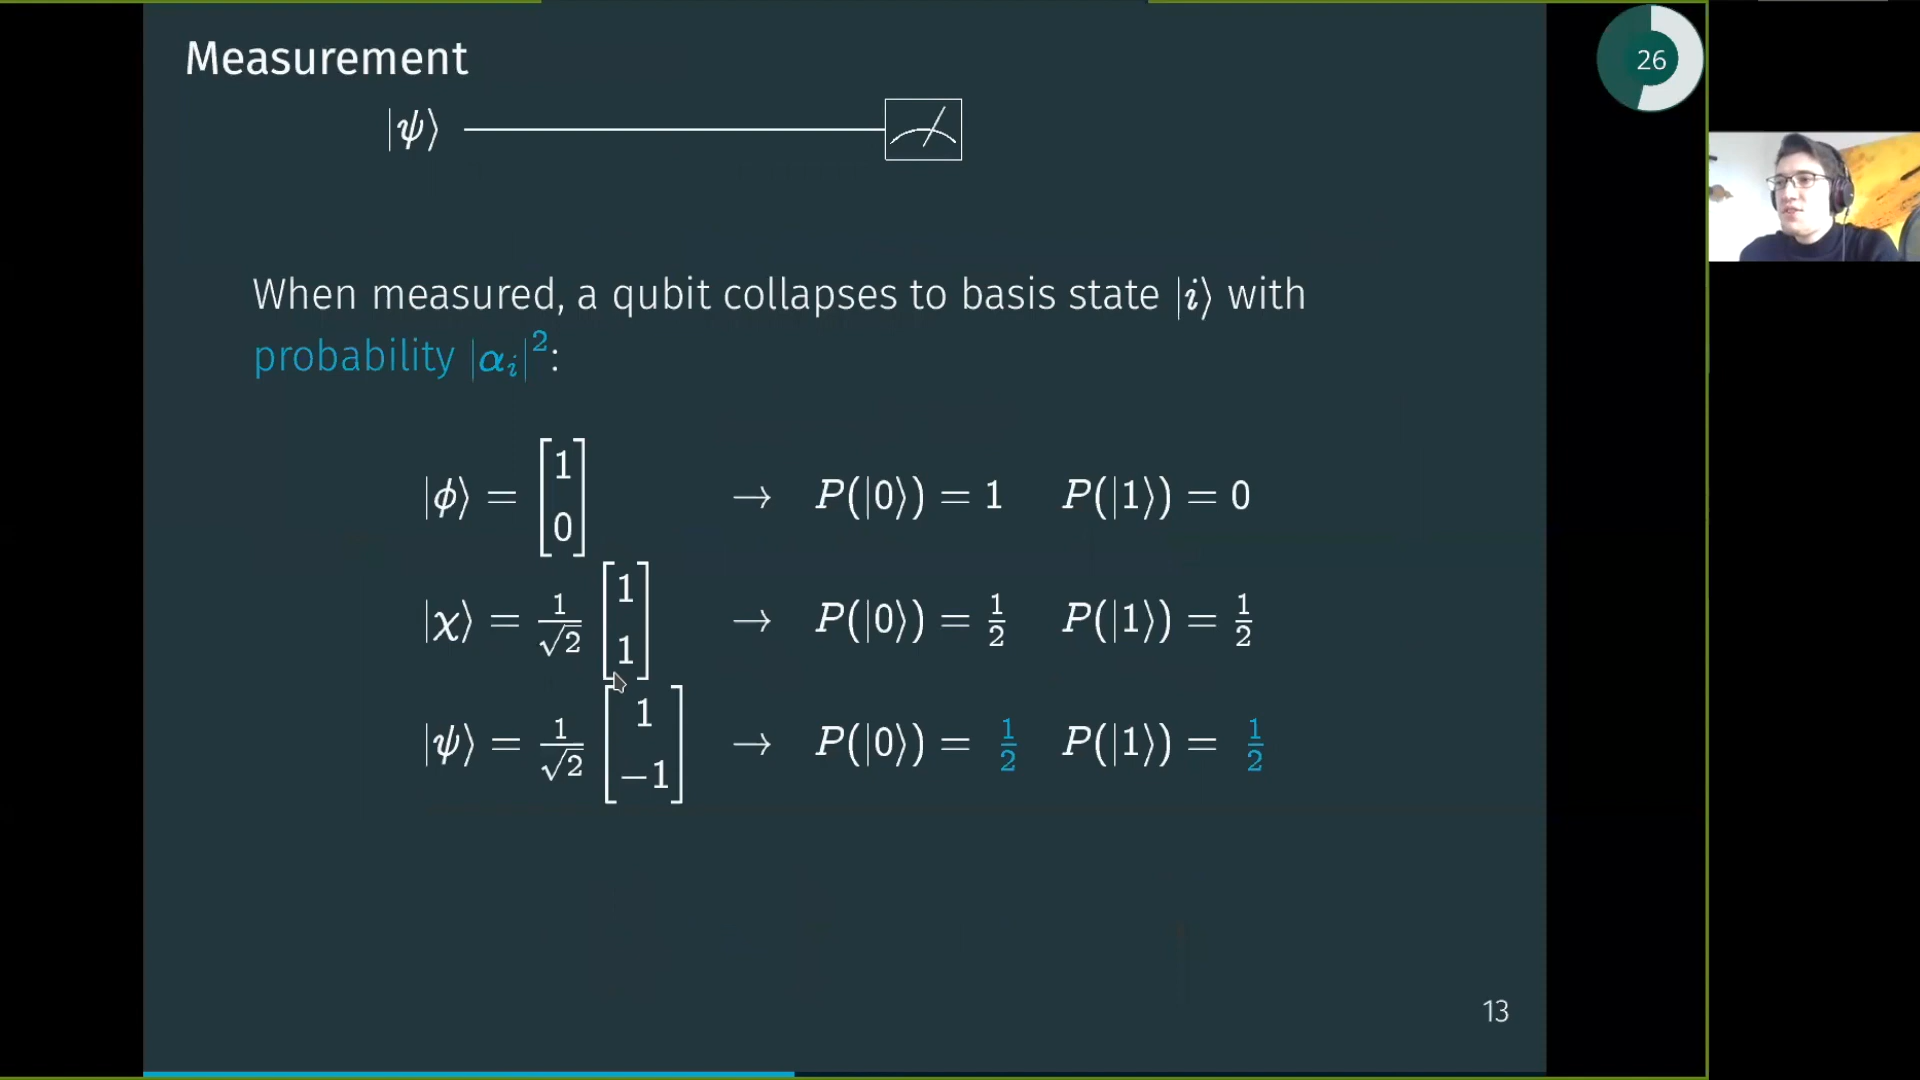 Measurement
26
|ψ⟩
When measured, a qubit collapses to basis state |i⟩ with
probability |αᵢ|²:
|ϕ⟩ = [1 0] → P(|0⟩) = 1 P(|1⟩) = 0
|χ⟩ = 1/√2 [1 1] → P(|0⟩) = 1/2 P(|1⟩) = 1/2
|ψ⟩ = 1/√2 [1 −1] → P(|0⟩) = 1/2 P(|1⟩) = 1/2
13